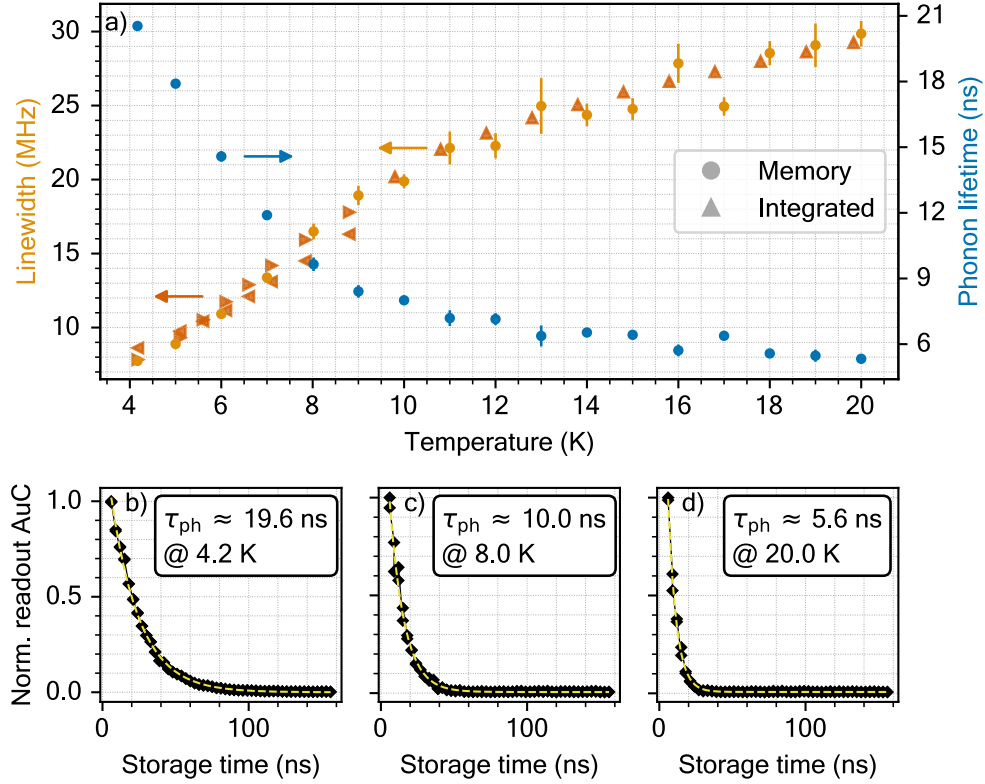 a)
30
25
20
15
10
Linewidth (MHz)
21
18
15
12
9
6
Phonon lifetime (ns)
Memory
Integrated
4 6 8 10 12 14 16 18 20
Temperature (K)
b)
τph ≈ 19.6 ns
@ 4.2 K
c)
τph ≈ 10.0 ns
@ 8.0 K
d)
τph ≈ 5.6 ns
@ 20.0 K
1.0
0.5
0.0
Norm. readout AuC
100
100
100
Storage time (ns)
Storage time (ns)
Storage time (ns)